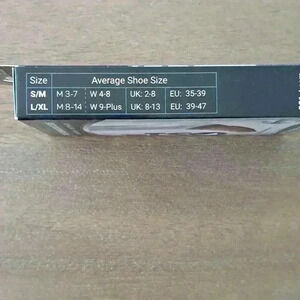 Size Average Shoe Size
S/M M 3-7 W 4-8 UK: 2-8 EU: 35-39
L/XL M 8-14 W 9-Plus UK: 8-13 EU: 39-47